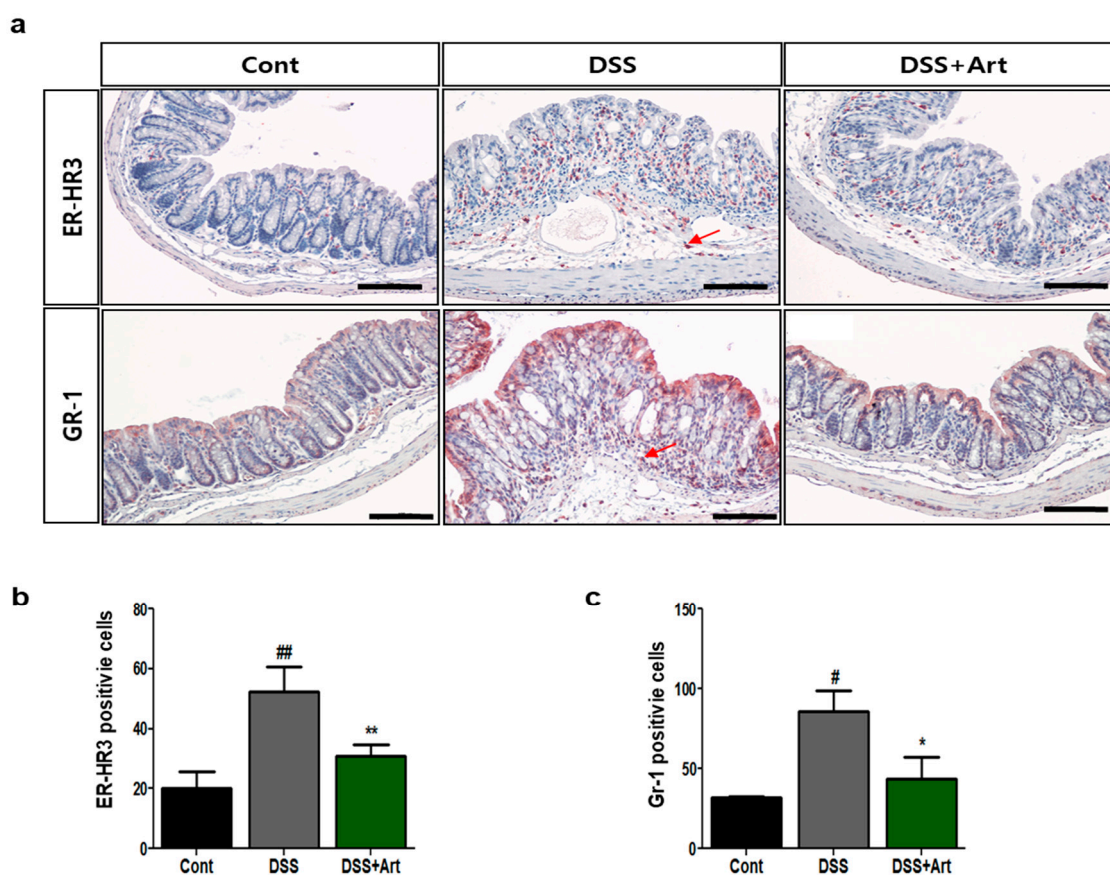 a
Cont DSS DSS+Art
ER-HR3
GR-1
b
ER-HR3 positivie cells
80
60
40
20
0
##
**
Cont DSS DSS+Art
c
Gr-1 positivie cells
150
100
50
0
#
*
Cont DSS DSS+Art